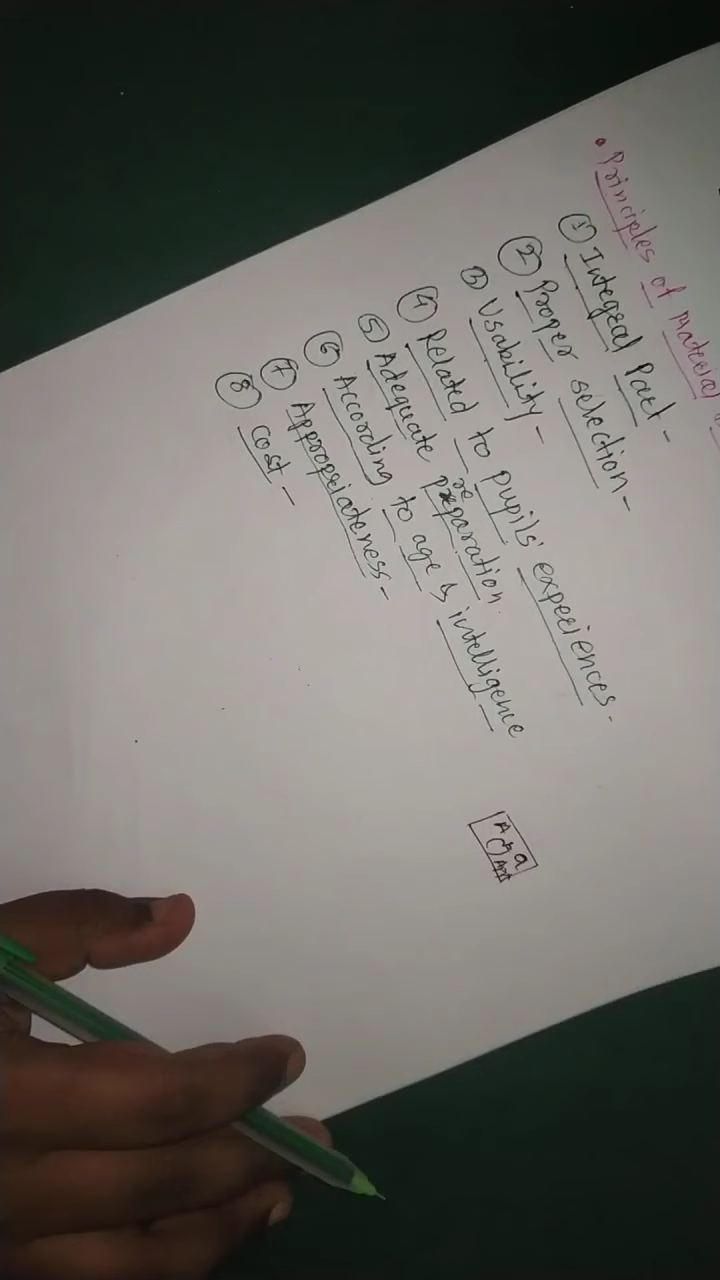 • Principles of material
① Integral Part -
② Proper selection -
③ Usability -
④ Related to pupils' experiences.
⑤ Adequate preparation.
⑥ According to age & intelligence
⑦ Appropriateness -
⑧ Cost -